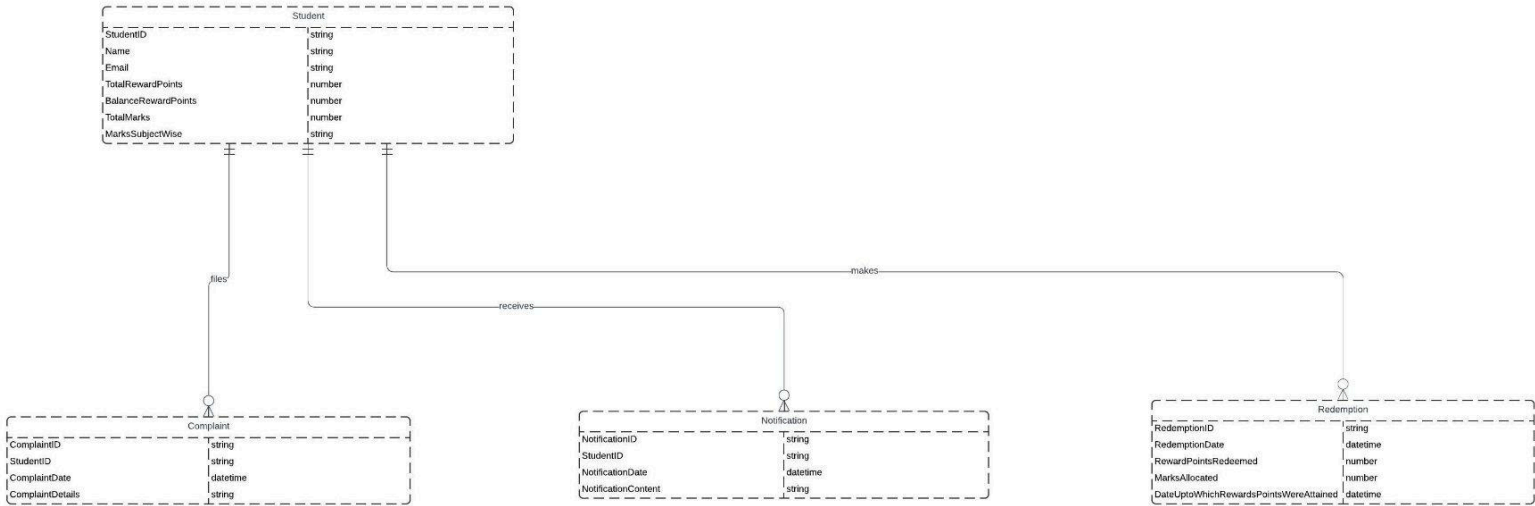 Student
StudentID string
Name string
Email string
TotalRewardPoints number
BalanceRewardPoints number
TotalMarks number
MarksSubjectWise string
makes
files
receives
Complaint
ComplaintID string
StudentID string
ComplaintDate datetime
ComplaintDetails string
Notification
NotificationID string
StudentID string
NotificationDate datetime
NotificationContent string
Redemption
RedemptionID string
RedemptionDate datetime
RewardPointsRedeemed number
MarksAllocated number
DateUptoWhichRewardsPointsWereAttained datetime